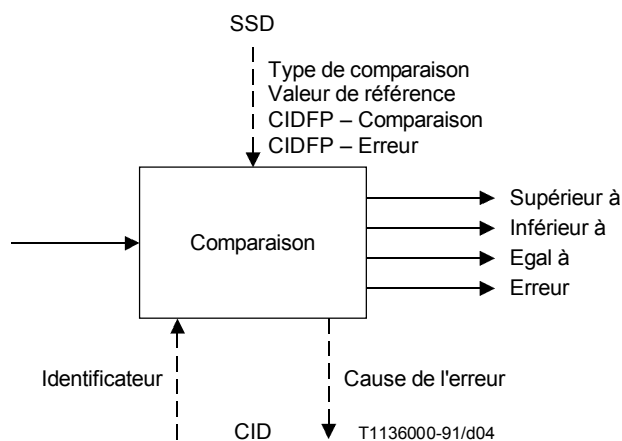 SSD
Type de comparaison
Valeur de référence
CIDFP – Comparaison
CIDFP – Erreur
Comparaison
Supérieur à
Inférieur à
Egal à
Erreur
Identificateur
Cause de l'erreur
CID
T1136000-91/d04